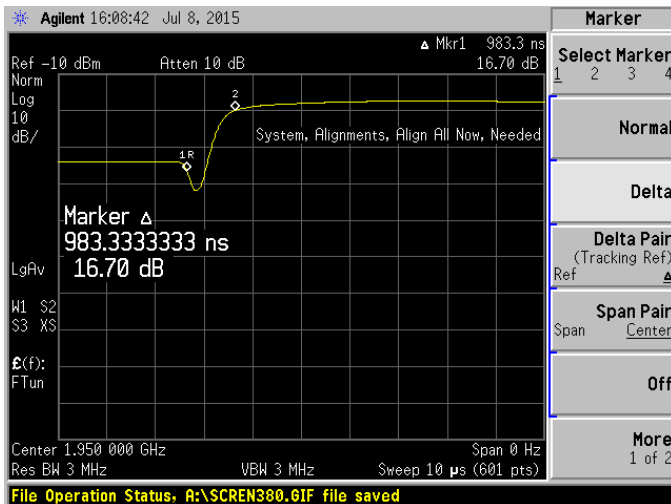 Agilent 16:08:42 Jul 8, 2015
Δ Mkr1 983.3 ns
Ref -10 dBm Atten 10 dB 16.70 dB
Norm
Log
10
dB/
2
System, Alignments, Align All Now, Needed
1R
Marker Δ
983.3333333 ns
16.70 dB
LgAv
W1 S2
S3 XS
£(f):
FTun
Center 1.950 000 GHz Span 0 Hz
Res BW 3 MHz VBW 3 MHz Sweep 10 µs (601 pts)
File Operation Status, A:\SCREN380.GIF file saved
Marker
Select Marker
1 2 3 4
Normal
Delta
Delta Pair
(Tracking Ref)
Ref Δ
Span Pair
Span Center
Off
More
1 of 2